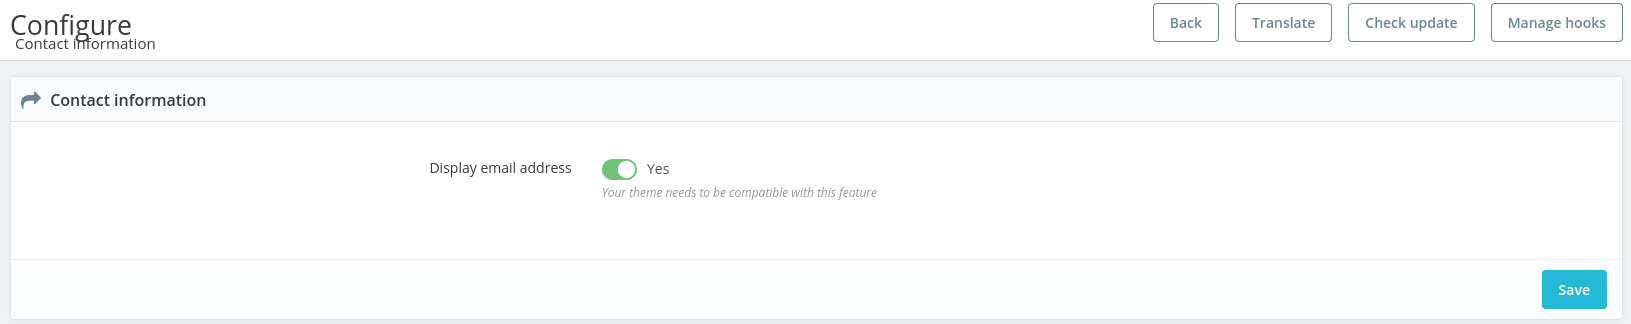 Configure
Contact information
Back
Translate
Check update
Manage hooks
Contact information
Display email address
Yes
Your theme needs to be compatible with this feature
Save